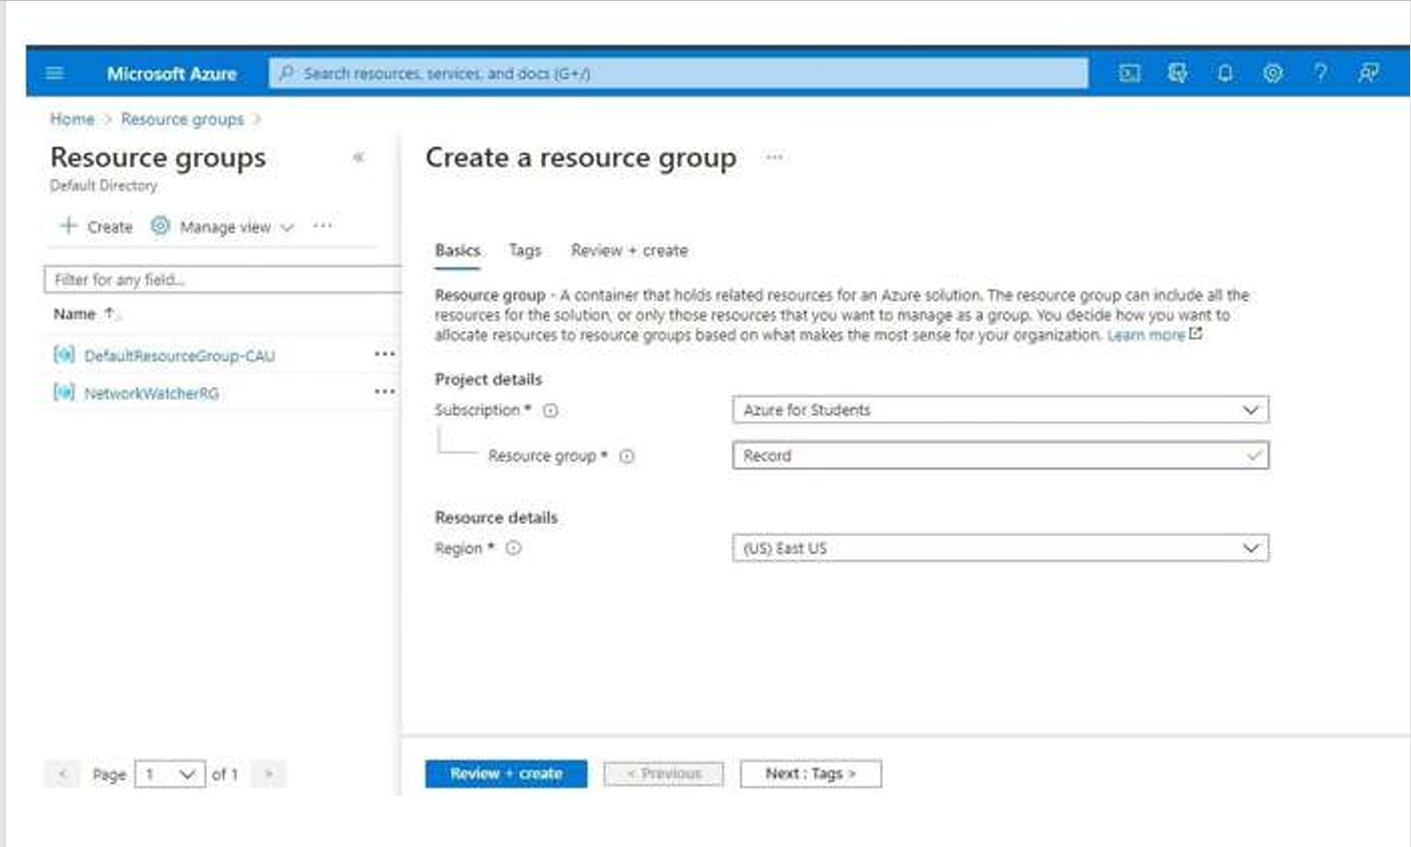 Microsoft Azure
Search resources, services, and docs (G+/)
Home > Resource groups >
Resource groups
Default Directory
+ Create Manage view ...
Filter for any field...
Name ↑
DefaultResourceGroup-CAU ...
NetworkWatcherRG ...
< Page 1 of 1 >
Create a resource group ...
Basics Tags Review + create
Resource group - A container that holds related resources for an Azure solution. The resource group can include all the
resources for the solution, or only those resources that you want to manage as a group. You decide how you want to
allocate resources to resource groups based on what makes the most sense for your organization. Learn more
Project details
Subscription * Azure for Students
Resource group * Record
Resource details
Region * (US) East US
Review + create < Previous Next : Tags >